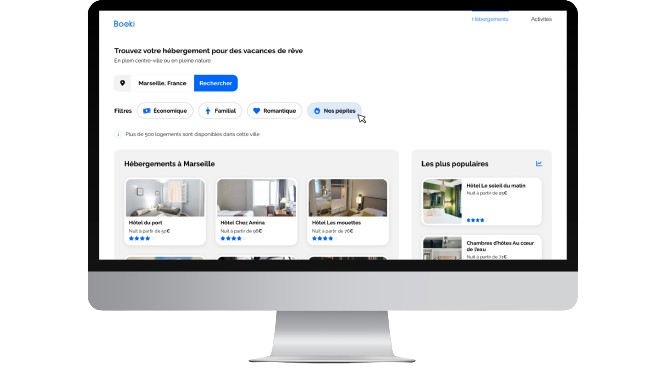 Booki
Hébergements
Activités
Trouvez votre hébergement pour des vacances de rêve
En plein centre-ville ou en pleine nature
Marseille, France
Rechercher
Filtres
Économique
Familial
Romantique
Nos pépites
Plus de 500 logements sont disponibles dans cette ville
Hébergements à Marseille
Les plus populaires
Hôtel du port
Nuit à partir de 52€
Hôtel Chez Amina
Nuit à partir de 96€
Hôtel Les mouettes
Nuit à partir de 76€
Hôtel Le soleil du matin
Nuit à partir de
Chambres d'hôtes Au cœur
de l'eau
Nuit à partir de 71€